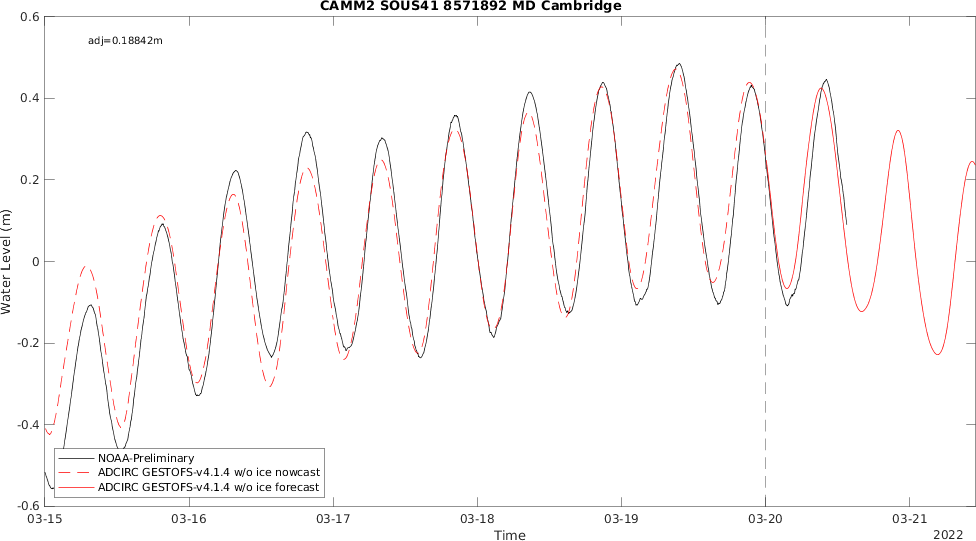 CAMM2 SOUS41 8571892 MD Cambridge
adj=0.18842m
Water Level (m)
0.6
0.4
0.2
0
-0.2
-0.4
-0.6
NOAA-Preliminary
ADCIRC GESTOFS-v4.1.4 w/o ice nowcast
ADCIRC GESTOFS-v4.1.4 w/o ice forecast
03-15 03-16 03-17 03-18 03-19 03-20 03-21
Time
2022